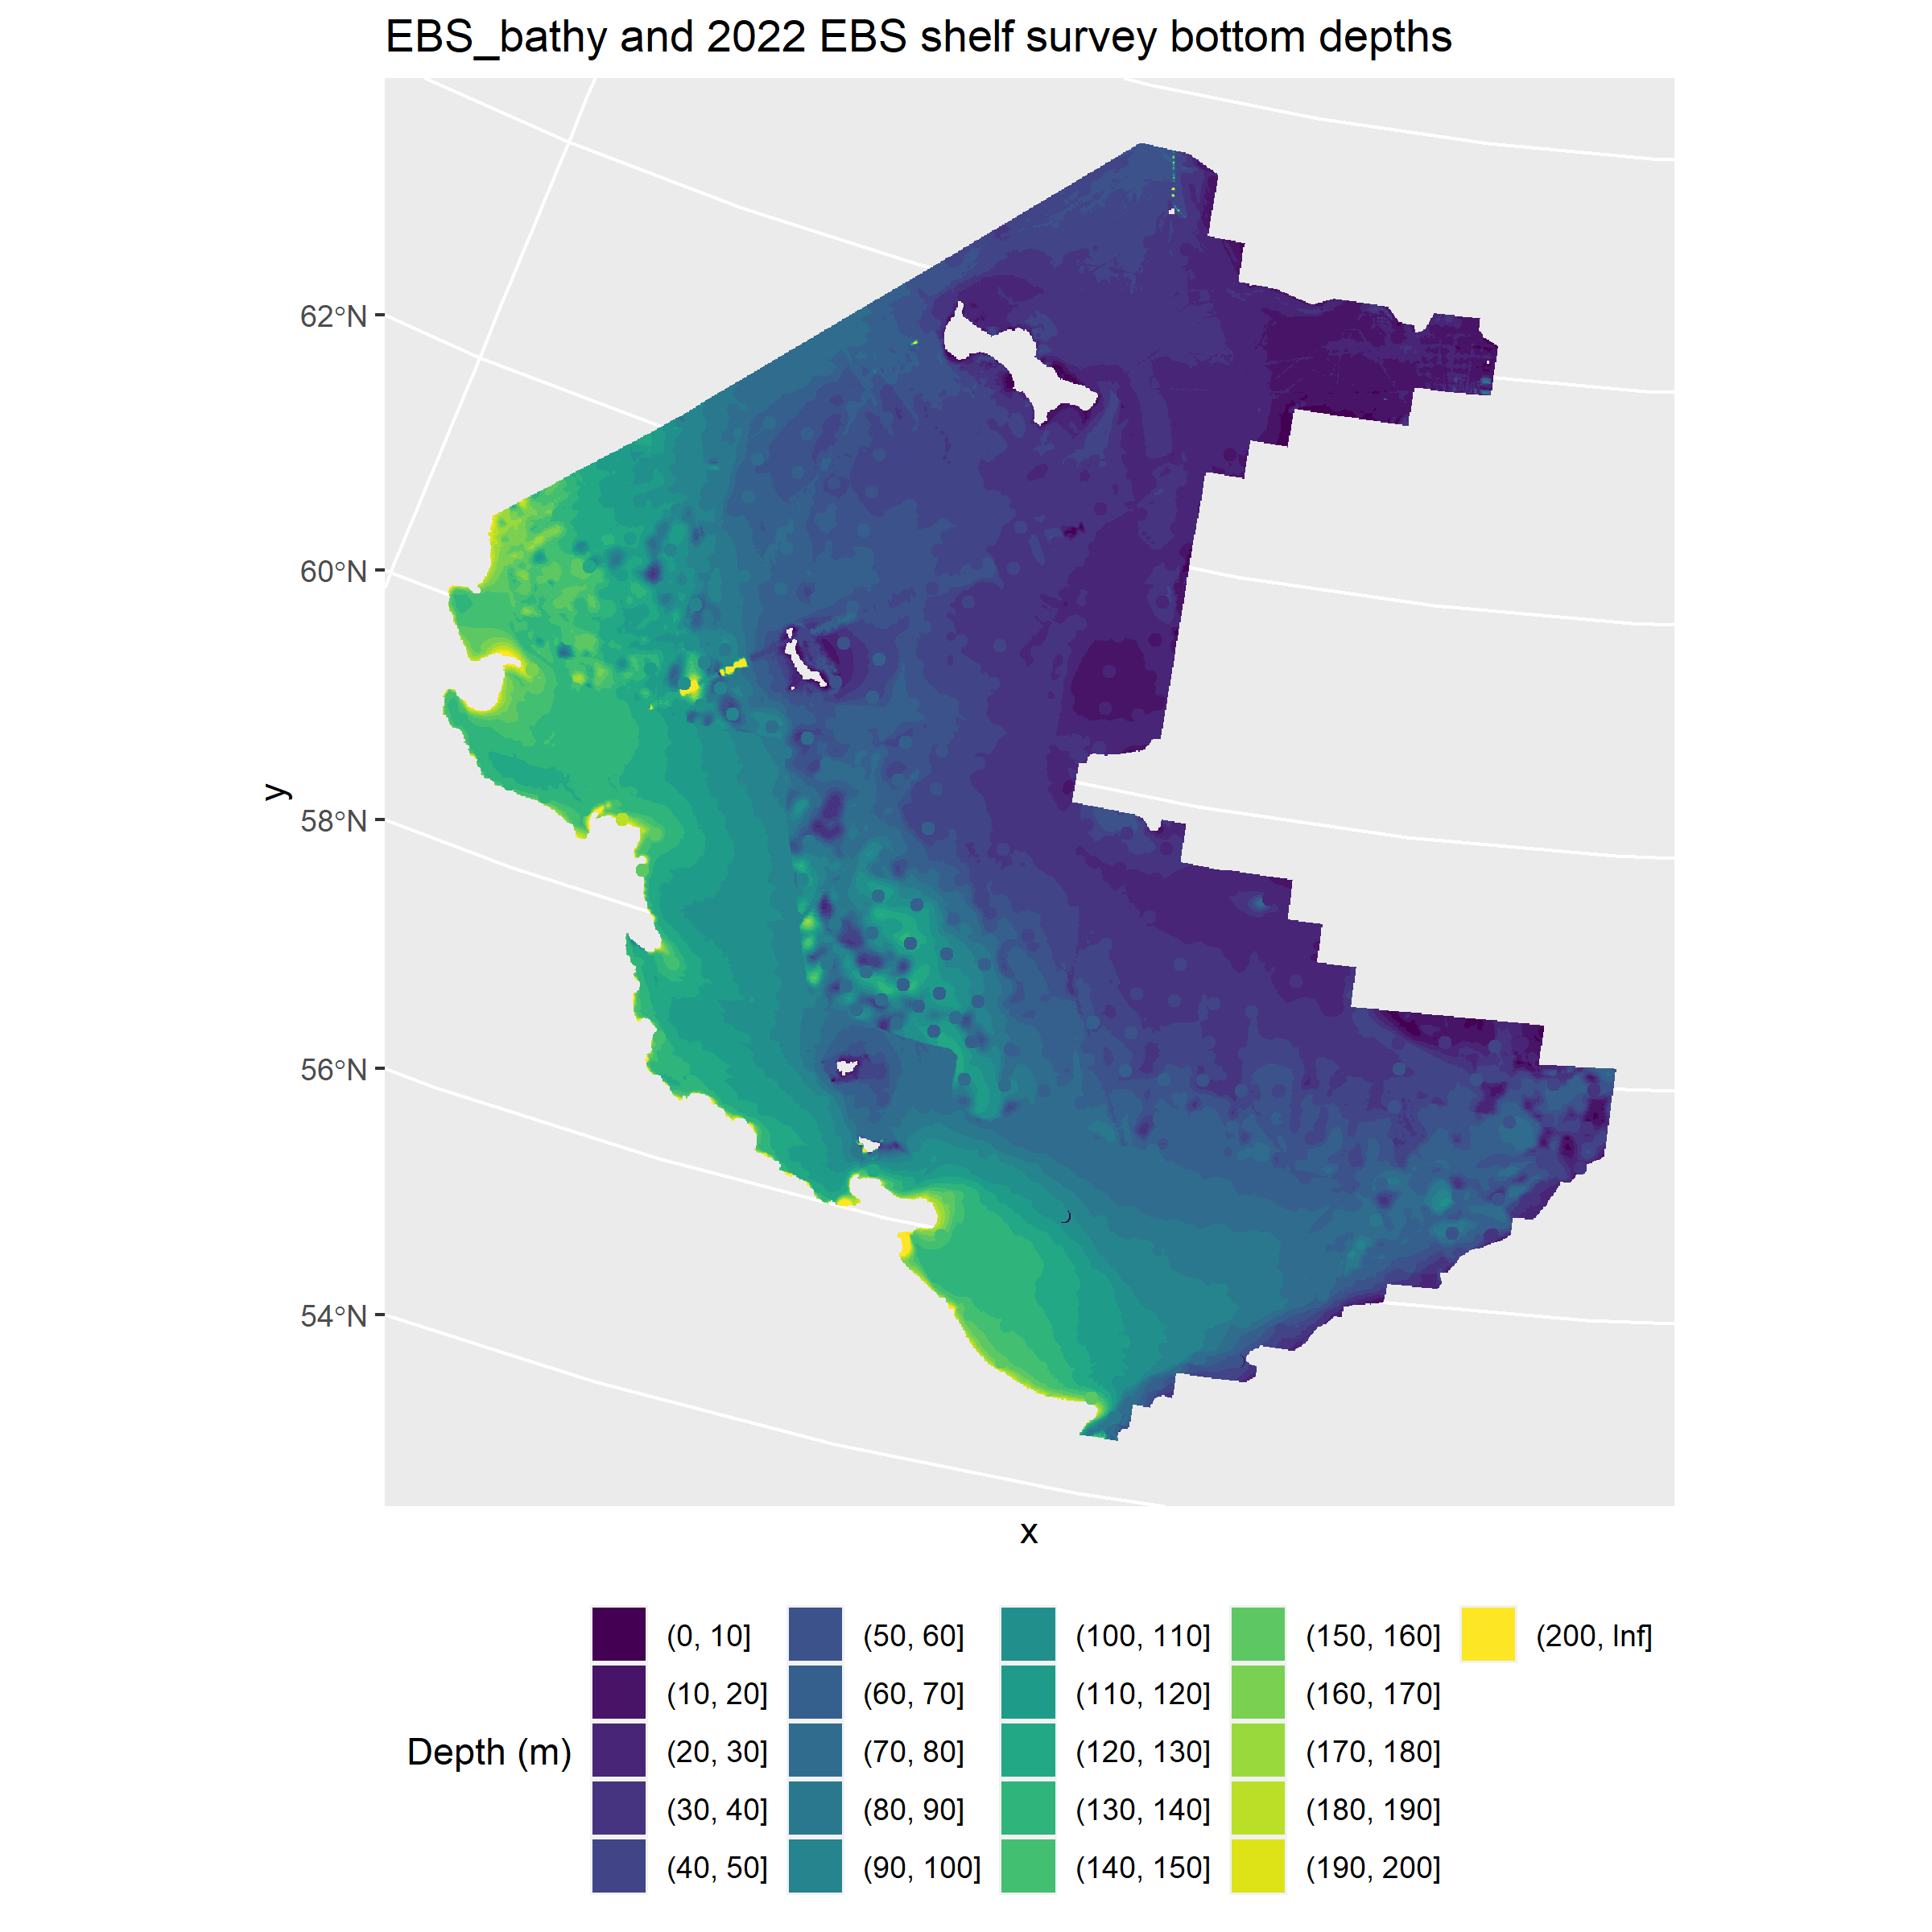 EBS_bathy and 2022 EBS shelf survey bottom depths
62°N
60°N
58°N
56°N
54°N
y
x
Depth (m)
(0, 10]
(10, 20]
(20, 30]
(30, 40]
(40, 50]
(50, 60]
(60, 70]
(70, 80]
(80, 90]
(90, 100]
(100, 110]
(110, 120]
(120, 130]
(130, 140]
(140, 150]
(150, 160]
(160, 170]
(170, 180]
(180, 190]
(190, 200]
(200, Inf]